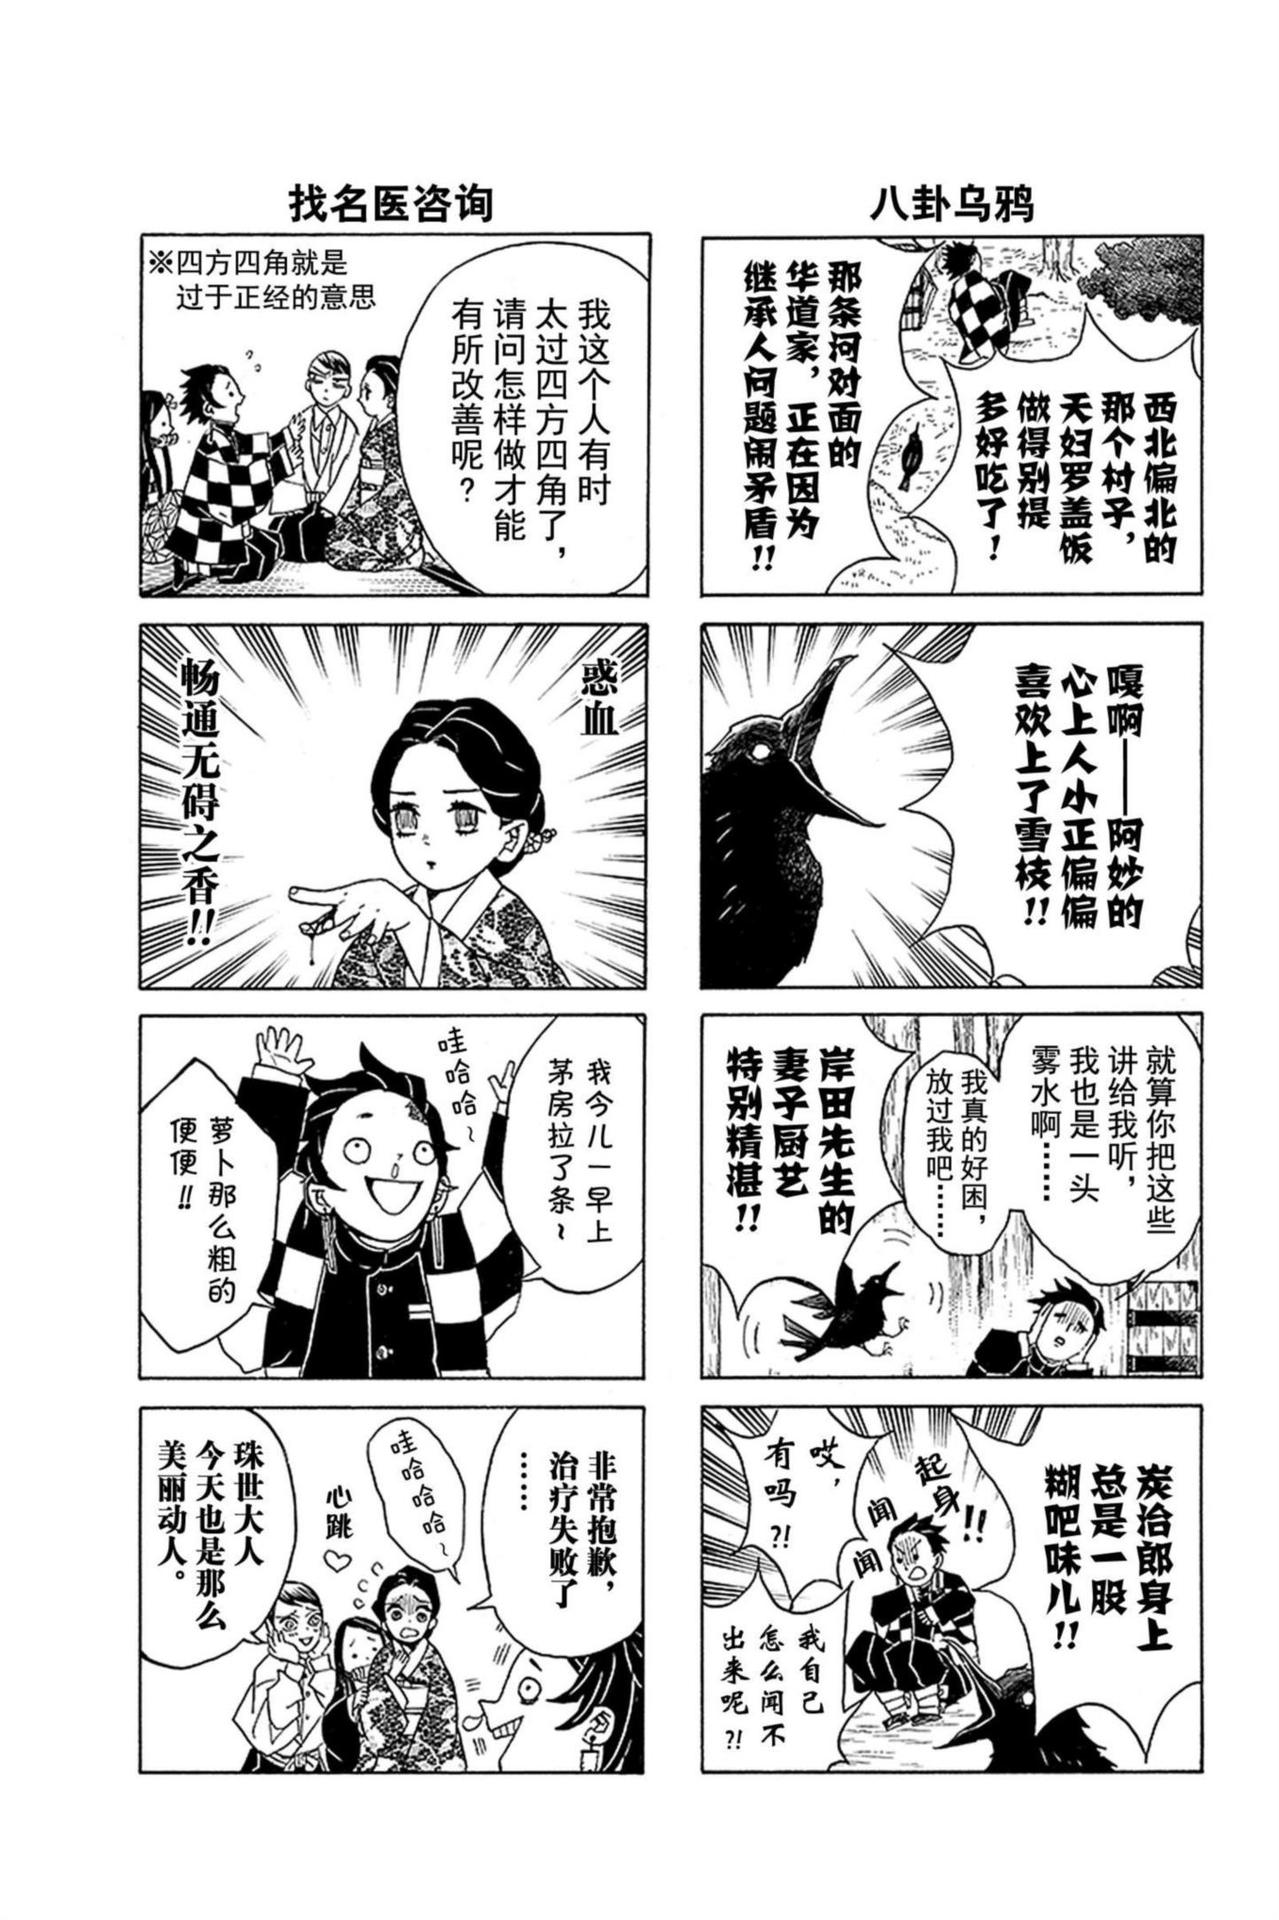 八卦乌鸦
西北偏北的
那个村子，
天妇罗盖饭
做得别提
多好吃了！
那条河对面的
华道家，正在因为
继承人问题闹矛盾!!
嘎啊——阿妙的
心上人小正偏偏
喜欢上了雪枝!!
就算你把这些
讲给我听，
我也是一头
雾水啊……
我真的好困，
放过我吧……
岸田先生的
妻子厨艺
特别精湛!!
炭治郎身上
总是一股
糊吧味儿!!
起身!!
闻
闻
哎，
有吗?!
我自己
怎么闻不
出来呢?!
找名医咨询
※四方四角就是
过于正经的意思
我这个人有时
太过四方四角了，
请问怎样做才能
有所改善呢？
惑血
畅通无碍之香!!
我今儿一早上
茅房拉了条~
哇哈哈~
萝卜那么粗的
便便!!
非常抱歉，
治疗失败了
……
哇哈哈哈~
心跳♡
珠世大人
今天也是那么
美丽动人。